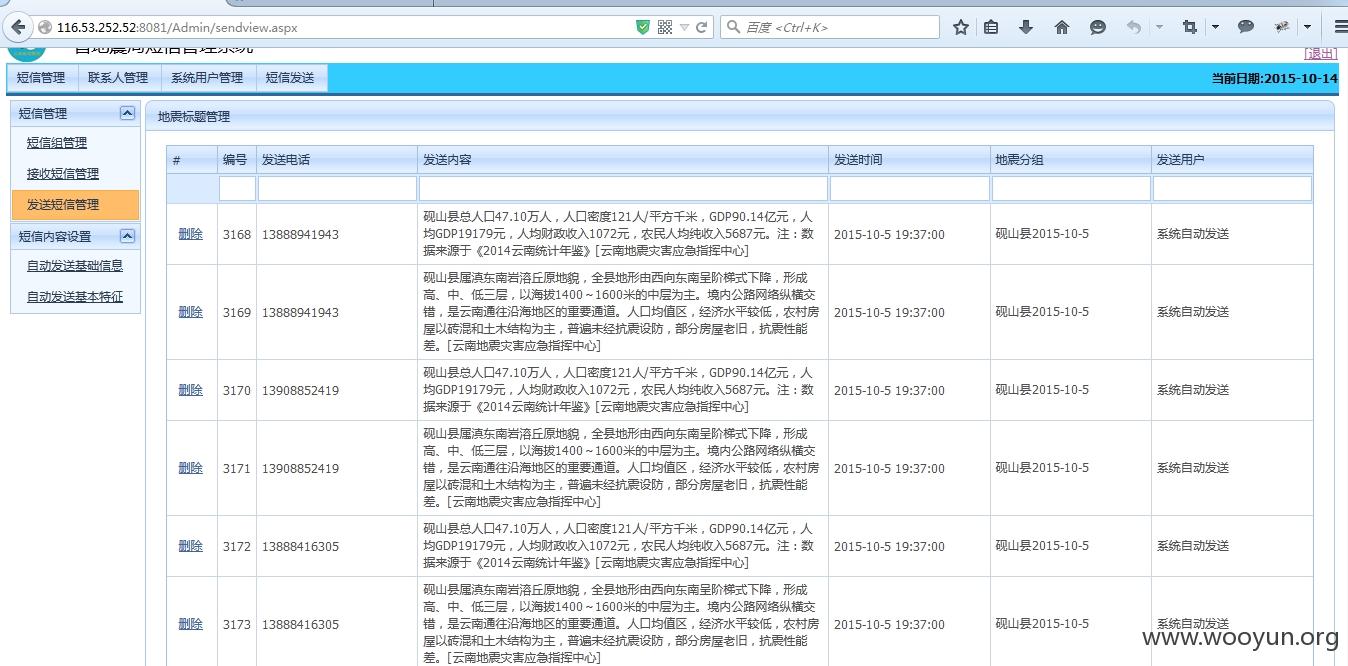 116.53.252.52:8081/Admin/sendview.aspx
百度 <Ctrl+K>
省地震局短信管理系统
[退出]
短信管理 联系人管理 系统用户管理 短信发送 当前日期:2015-10-14
短信管理
短信组管理
接收短信管理
发送短信管理
短信内容设置
自动发送基础信息
自动发送基本特征
地震标题管理
# 编号 发送电话 发送内容 发送时间 地震分组 发送用户
删除 3168 13888941943
砚山县总人口47.10万人，人口密度121人/平方千米，GDP90.14亿元，人
均GDP19179元，人均财政收入1072元，农民人均纯收入5687元。注：数
据来源于《2014云南统计年鉴》[云南地震灾害应急指挥中心]
2015-10-5 19:37:00 砚山县2015-10-5 系统自动发送
删除 3169 13888941943
砚山县属滇东南岩溶丘原地貌，全县地形由西向东南呈阶梯式下降，形成
高、中、低三层，以海拔1400～1600米的中层为主。境内公路网络纵横交
错，是云南通往沿海地区的重要通道。人口均值区，经济水平较低，农村房
屋以砖混和土木结构为主，普遍未经抗震设防，部分房屋老旧，抗震性能
差。[云南地震灾害应急指挥中心]
2015-10-5 19:37:00 砚山县2015-10-5 系统自动发送
删除 3170 13908852419
砚山县总人口47.10万人，人口密度121人/平方千米，GDP90.14亿元，人
均GDP19179元，人均财政收入1072元，农民人均纯收入5687元。注：数
据来源于《2014云南统计年鉴》[云南地震灾害应急指挥中心]
2015-10-5 19:37:00 砚山县2015-10-5 系统自动发送
删除 3171 13908852419
砚山县属滇东南岩溶丘原地貌，全县地形由西向东南呈阶梯式下降，形成
高、中、低三层，以海拔1400～1600米的中层为主。境内公路网络纵横交
错，是云南通往沿海地区的重要通道。人口均值区，经济水平较低，农村房
屋以砖混和土木结构为主，普遍未经抗震设防，部分房屋老旧，抗震性能
差。[云南地震灾害应急指挥中心]
2015-10-5 19:37:00 砚山县2015-10-5 系统自动发送
删除 3172 13888416305
砚山县总人口47.10万人，人口密度121人/平方千米，GDP90.14亿元，人
均GDP19179元，人均财政收入1072元，农民人均纯收入5687元。注：数
据来源于《2014云南统计年鉴》[云南地震灾害应急指挥中心]
2015-10-5 19:37:00 砚山县2015-10-5 系统自动发送
删除 3173 13888416305
砚山县属滇东南岩溶丘原地貌，全县地形由西向东南呈阶梯式下降，形成
高、中、低三层，以海拔1400～1600米的中层为主。境内公路网络纵横交
错，是云南通往沿海地区的重要通道。人口均值区，经济水平较低，农村房
屋以砖混和土木结构为主，普遍未经抗震设防，部分房屋老旧，抗震性能
差。[云南地震灾害应急指挥中心]
2015-10-5 19:37:00 砚山县2015-10-5 系统自动发送
www.wooyun.org